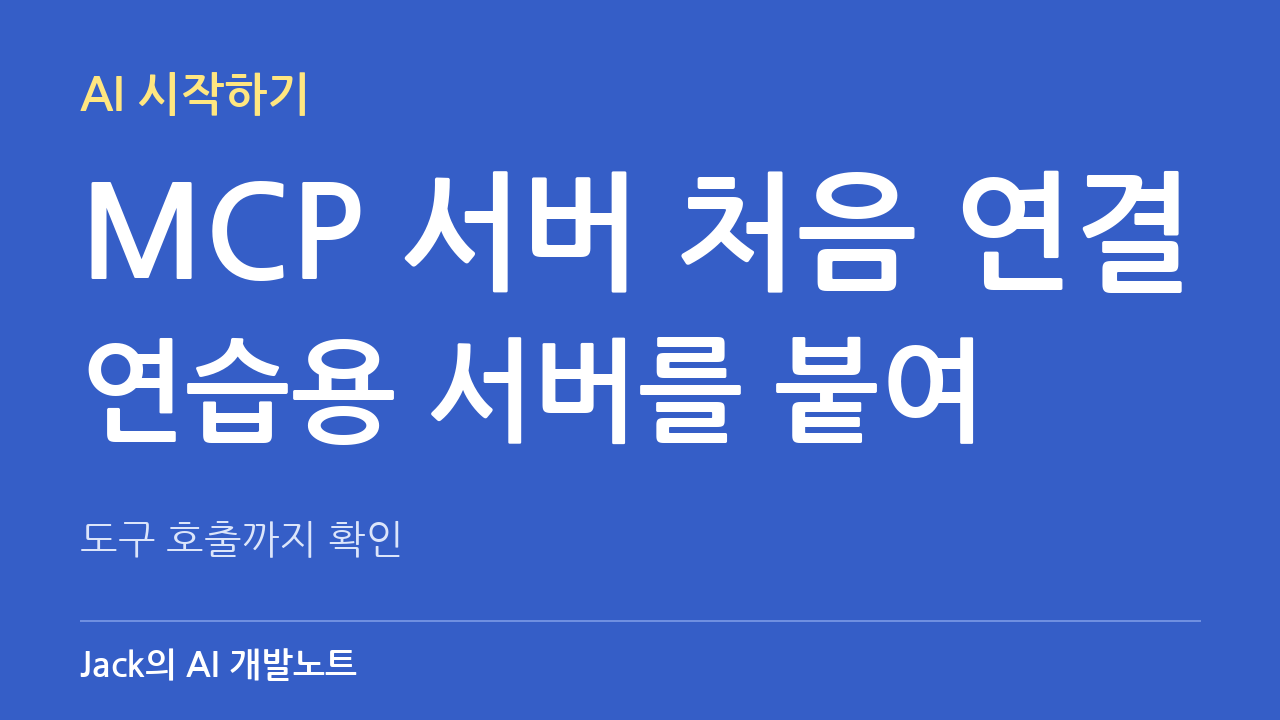 AI 시작하기
MCP 서버 처음 연결
연습용 서버를 붙여
도구 호출까지 확인
Jack의 AI 개발노트